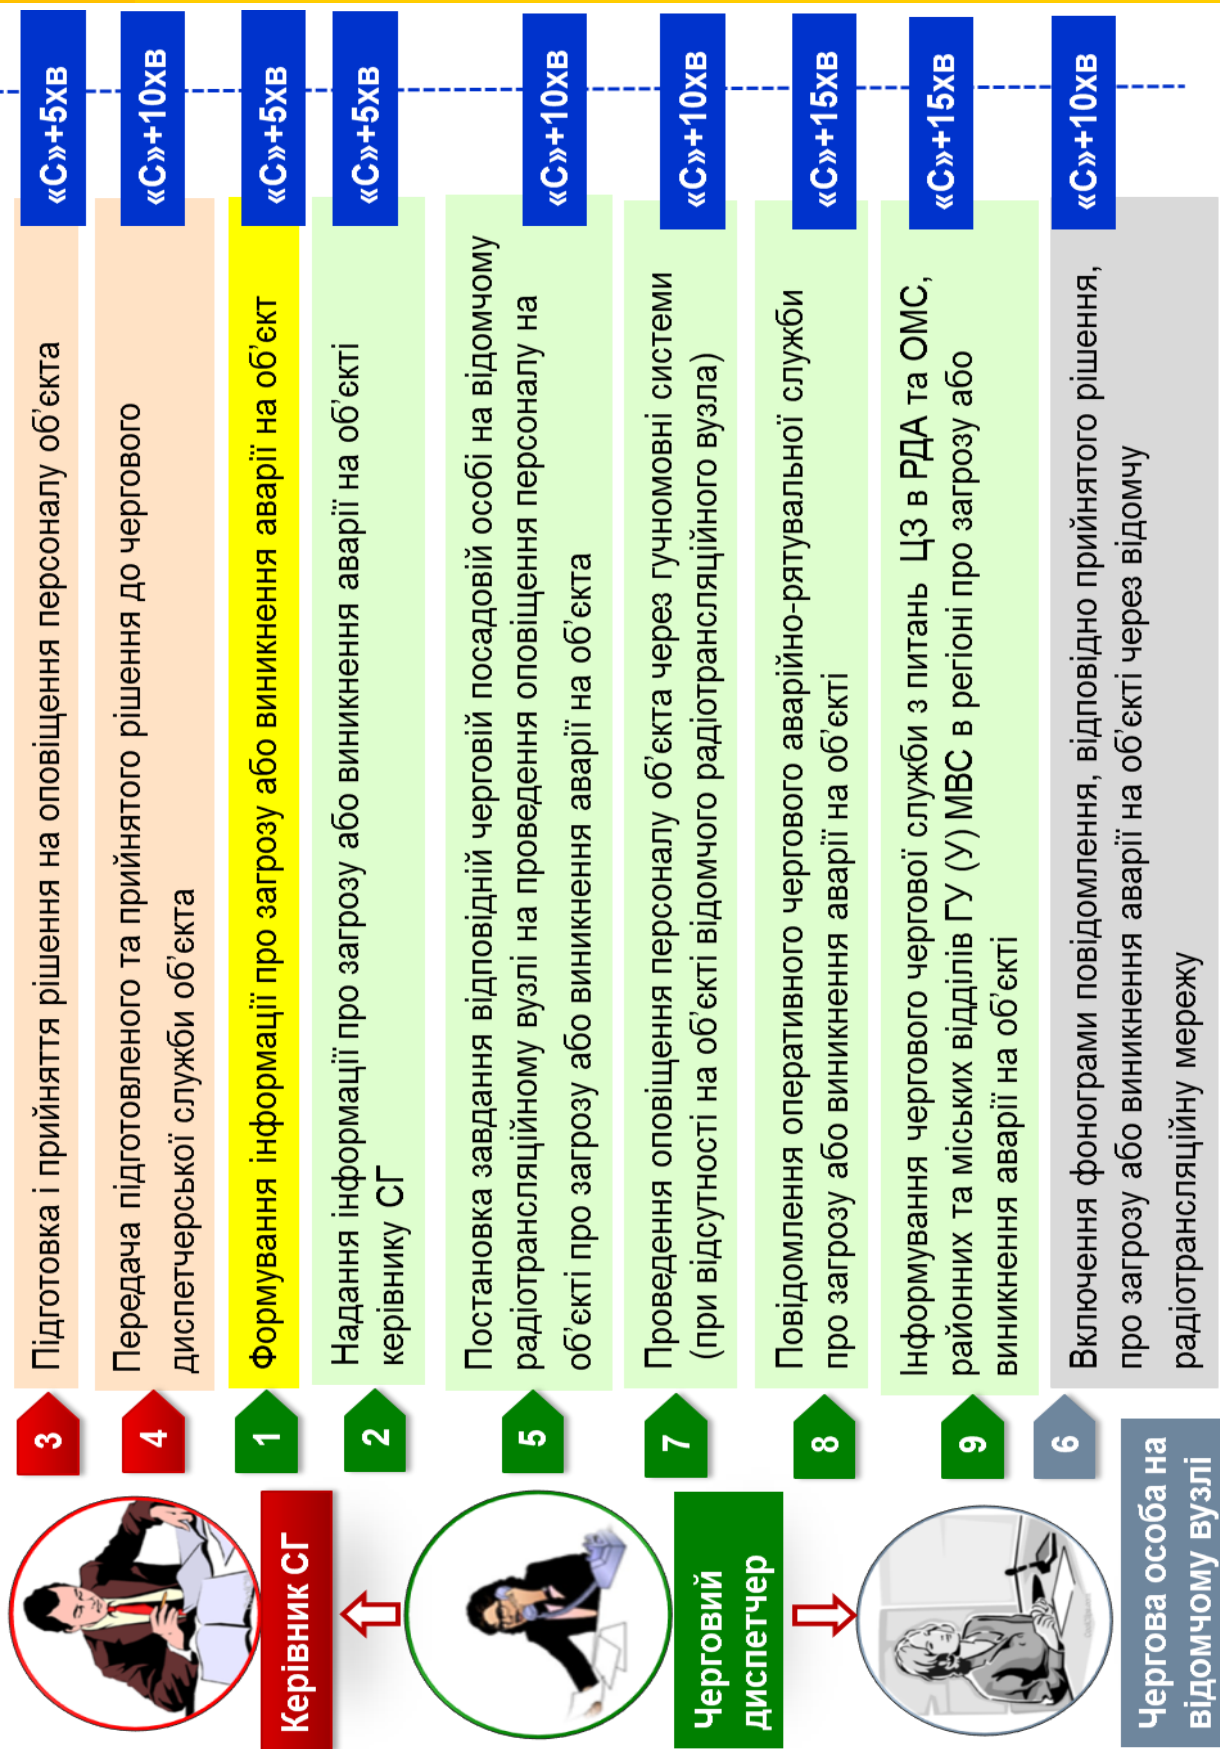 3
Підготовка і прийняття рішення на оповіщення персоналу об’єкта
«С»+5хв
4
Передача підготовленого та прийнятого рішення до чергового
диспетчерської служби об’єкта
«С»+10хв
Керівник СГ
1
Формування інформації про загрозу або виникнення аварії на об’єкт
«С»+5хв
2
Надання інформації про загрозу або виникнення аварії на об’єкті
керівнику СГ
«С»+5хв
5
Постановка завдання відповідній черговій посадовій особі на відомчому
радіотрансляційному вузлі на проведення оповіщення персоналу на
об’єкті про загрозу або виникнення аварії на об’єкта
«С»+10хв
7
Проведення оповіщення персоналу об’єкта через гучномовні системи
(при відсутності на об’єкті відомчого радіотрансляційного вузла)
«С»+10хв
Черговий
диспетчер
8
Повідомлення оперативного чергового аварійно-рятувальної служби
про загрозу або виникнення аварії на об’єкті
«С»+15хв
9
Інформування чергового чергової служби з питань ЦЗ в РДА та ОМС,
районних та міських відділів ГУ (У) МВС в регіоні про загрозу або
виникнення аварії на об’єкті
«С»+15хв
6
Включення фонограми повідомлення, відповідно прийнятого рішення,
про загрозу або виникнення аварії на об’єкті через відомчу
радіотрансляційну мережу
«С»+10хв
Чергова особа на
відомчому вузлі